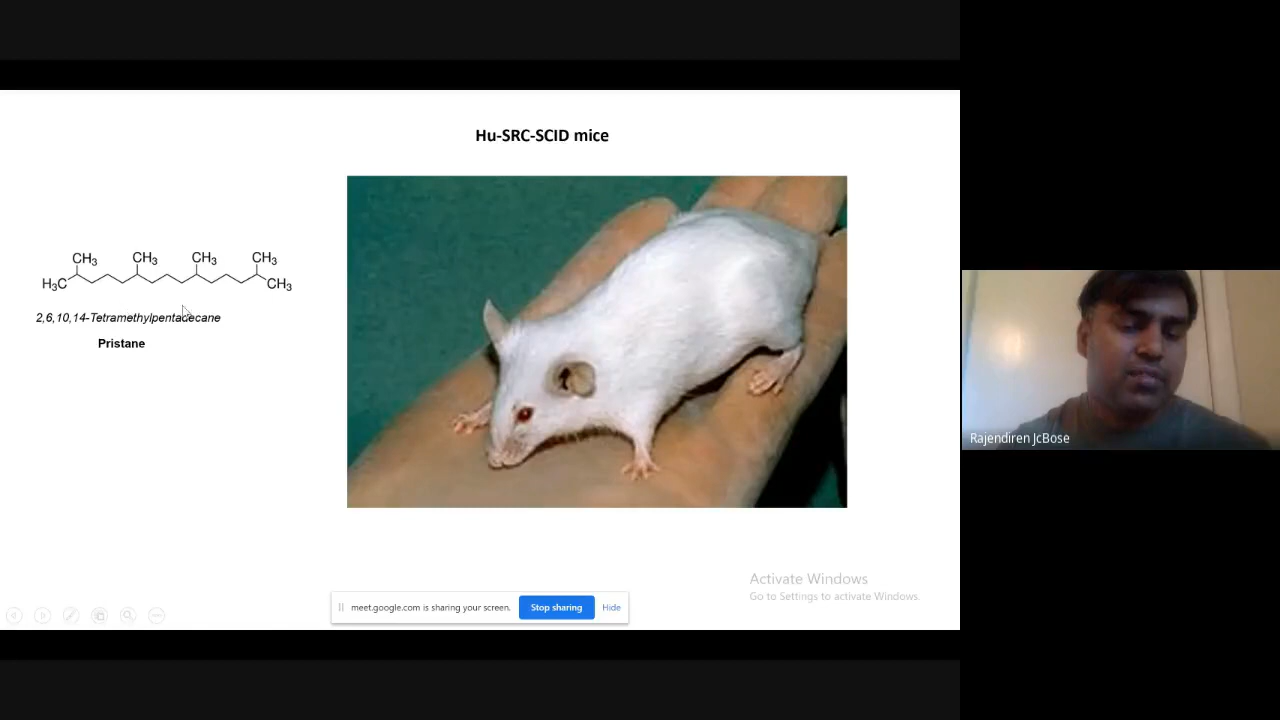 Hu-SRC-SCID mice
CH3 CH3 CH3 CH3
H3C CH3
2,6,10,14-Tetramethylpentadecane
Pristane
Rajendiren JcBose
Activate Windows
Go to Settings to activate Windows.
meet.google.com is sharing your screen. Stop sharing Hide